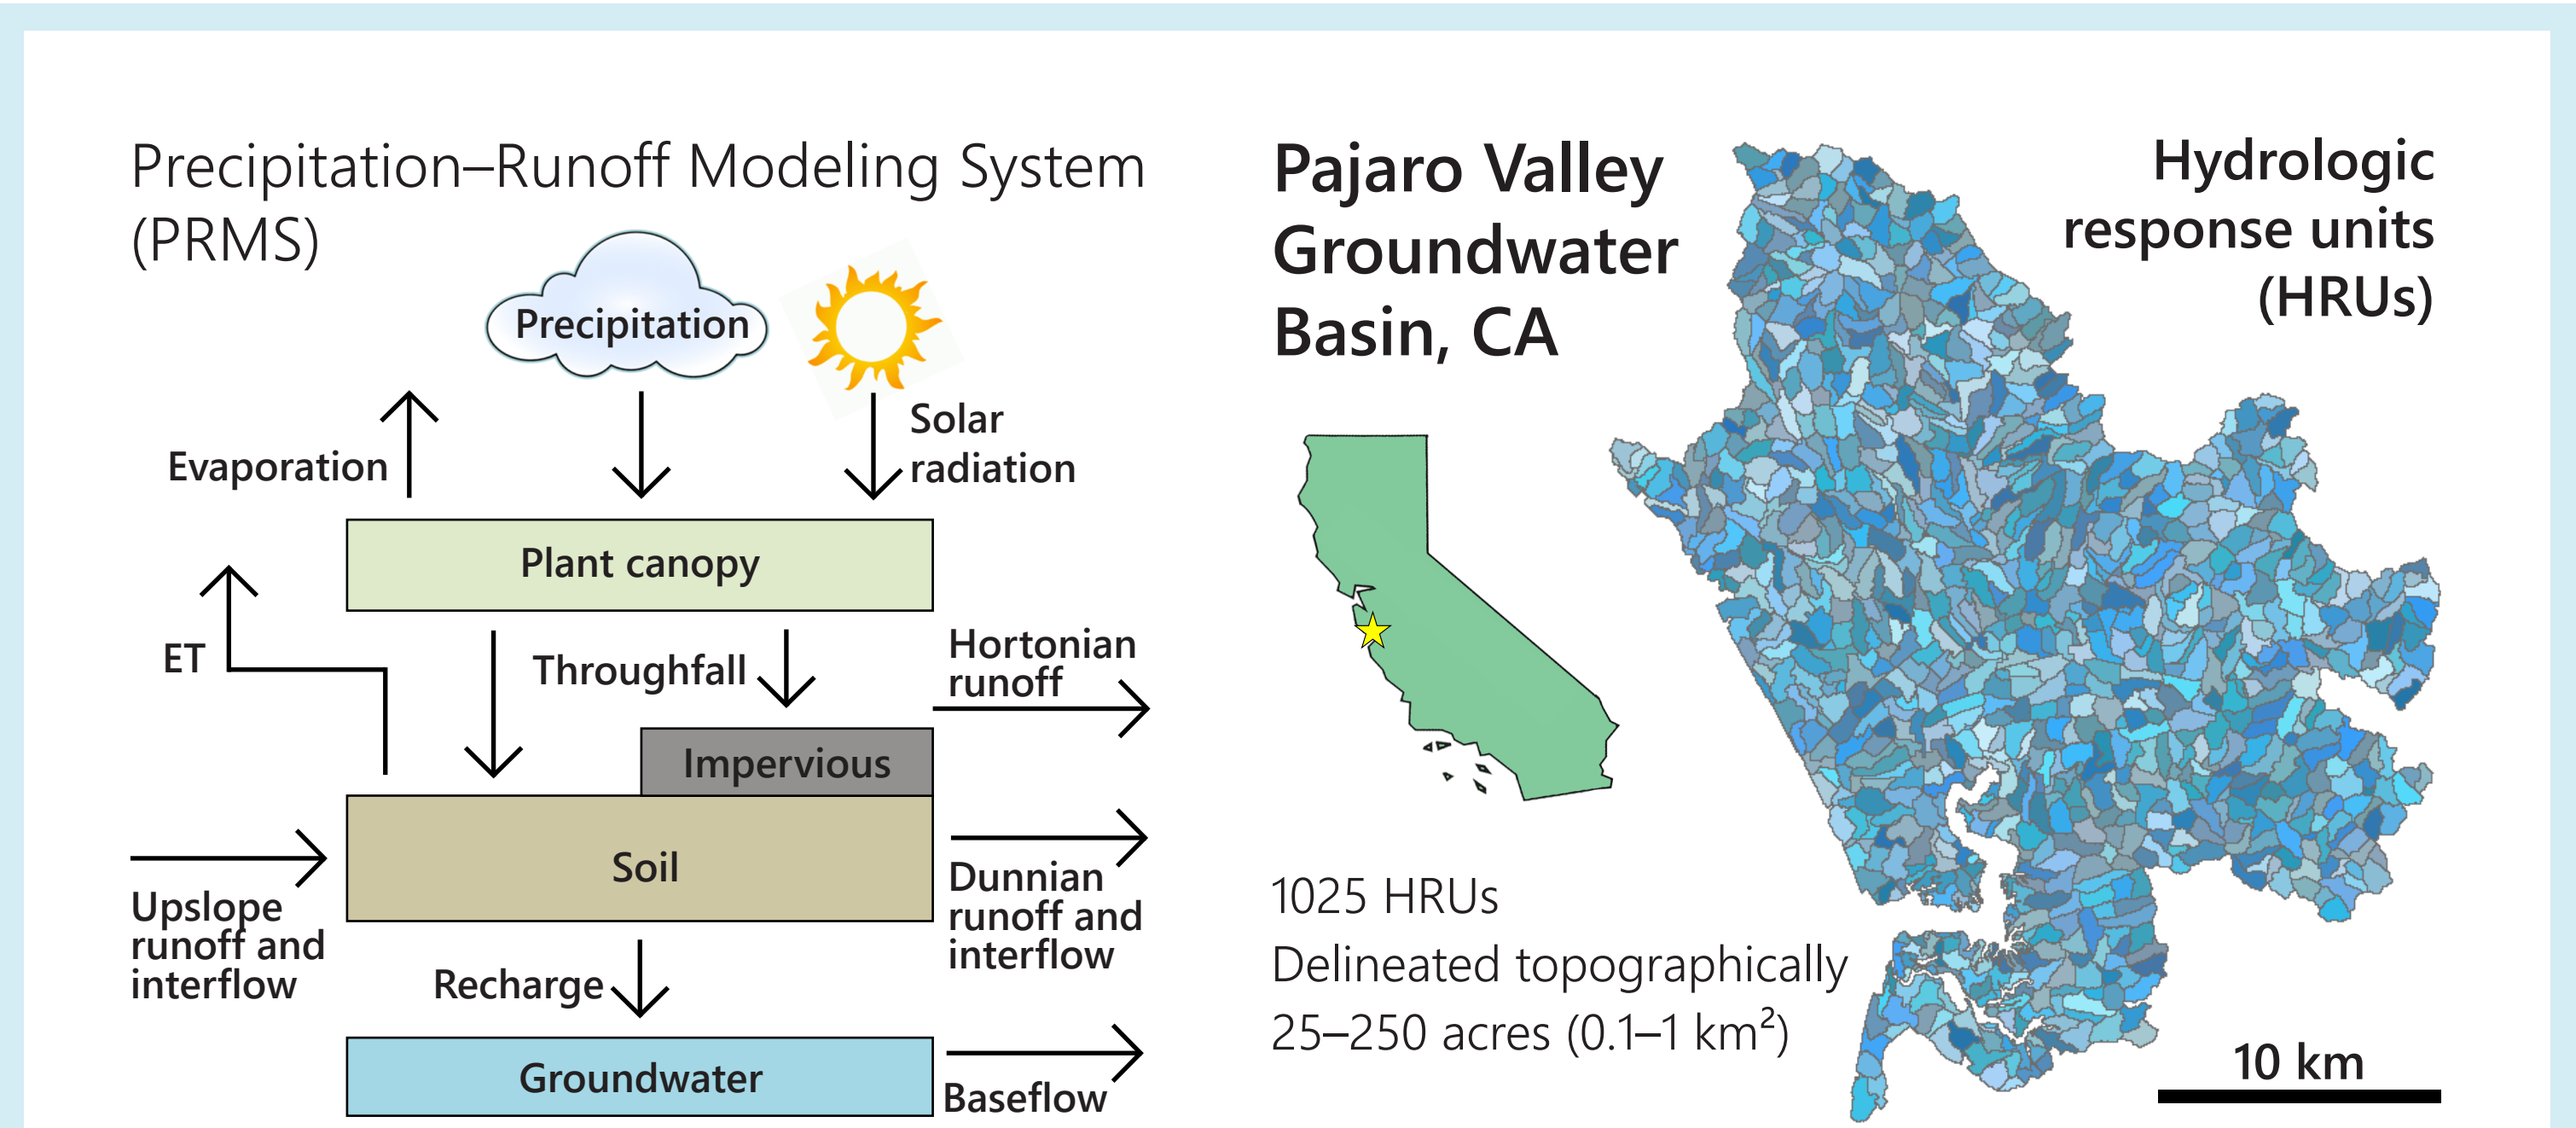 Precipitation–Runoff Modeling System
(PRMS)
Precipitation
Solar
radiation
Evaporation
Plant canopy
ET
Throughfall
Hortonian
runoff
Impervious
Soil
Upslope
runoff and
interflow
Dunnian
runoff and
interflow
Recharge
Groundwater
Baseflow
Pajaro Valley
Groundwater
Basin, CA
Hydrologic
response units
(HRUs)
1025 HRUs
Delineated topographically
25–250 acres (0.1–1 km²)
10 km